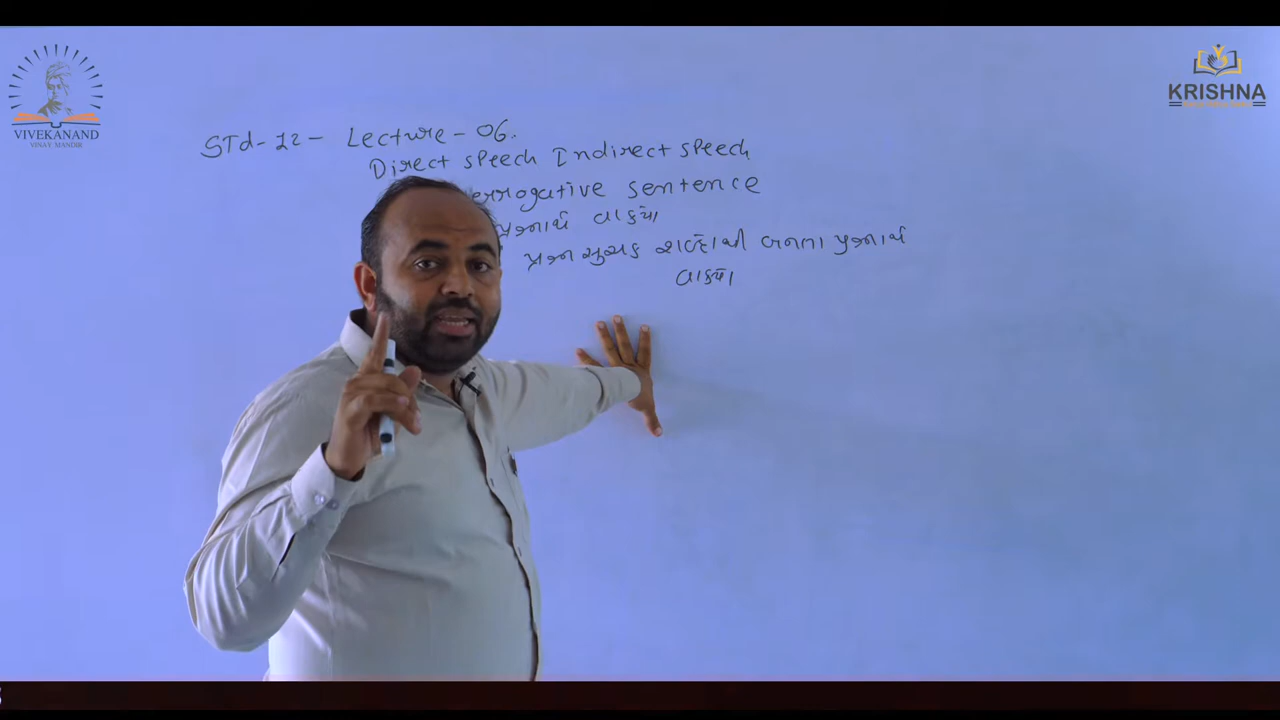 VIVEKANAND
VINAY MANDIR
KRISHNA
STd-12- Lecture-06.
Direct speech Indirect speech
errogative sentence
પ્રશ્નાર્થ વાક્યો
પ્રશ્ન સુચક શબ્દોથી બનતા પ્રશ્નાર્થ
વાક્યો